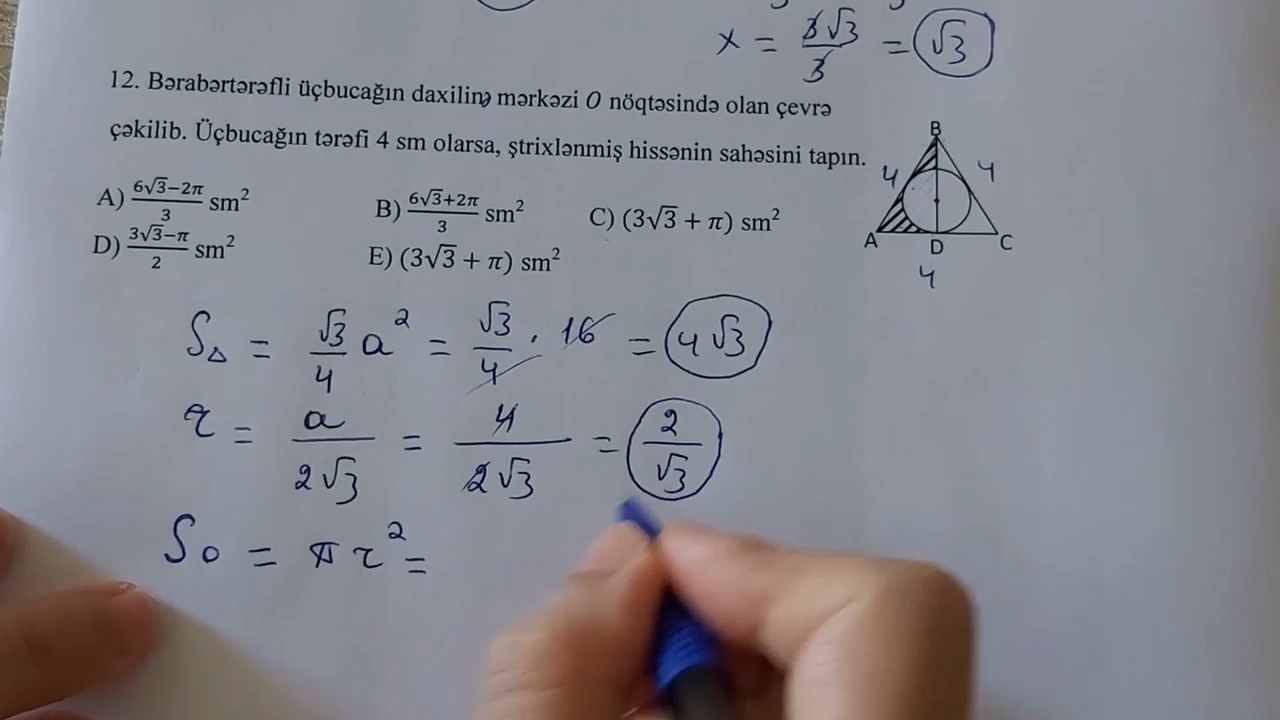 x = 3√3/3 = √3
12. Bərabərtərəfli üçbucağın daxilinə mərkəzi O nöqtəsində olan çevrə
çəkilib. Üçbucağın tərəfi 4 sm olarsa, ştrixlənmiş hissənin sahəsini tapın.
A) (6√3−2π)/3 sm² B) (6√3+2π)/3 sm² C) (3√3 + π) sm²
D) (3√3−π)/2 sm² E) (3√3 + π) sm²
B
4 4
A D C
4
S△ = √3/4 a² = √3/4 · 16 = 4√3
r = a/(2√3) = 4/(2√3) = 2/√3
So = πr² =